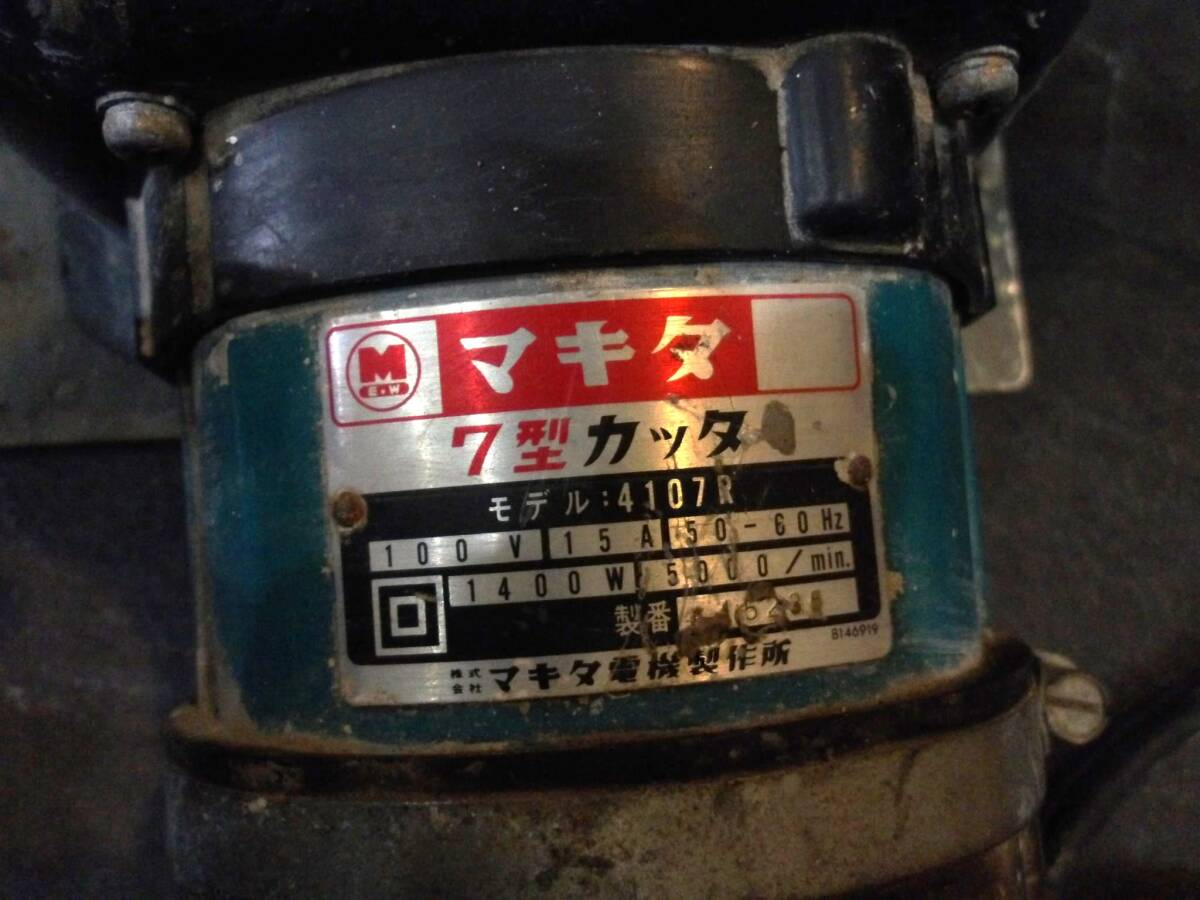 M
E・W
マキタ
7型カッタ
モデル:4107R
100V 15A 50-60Hz
1400W 5000/min.
製番
B146919
株式会社 マキタ電機製作所